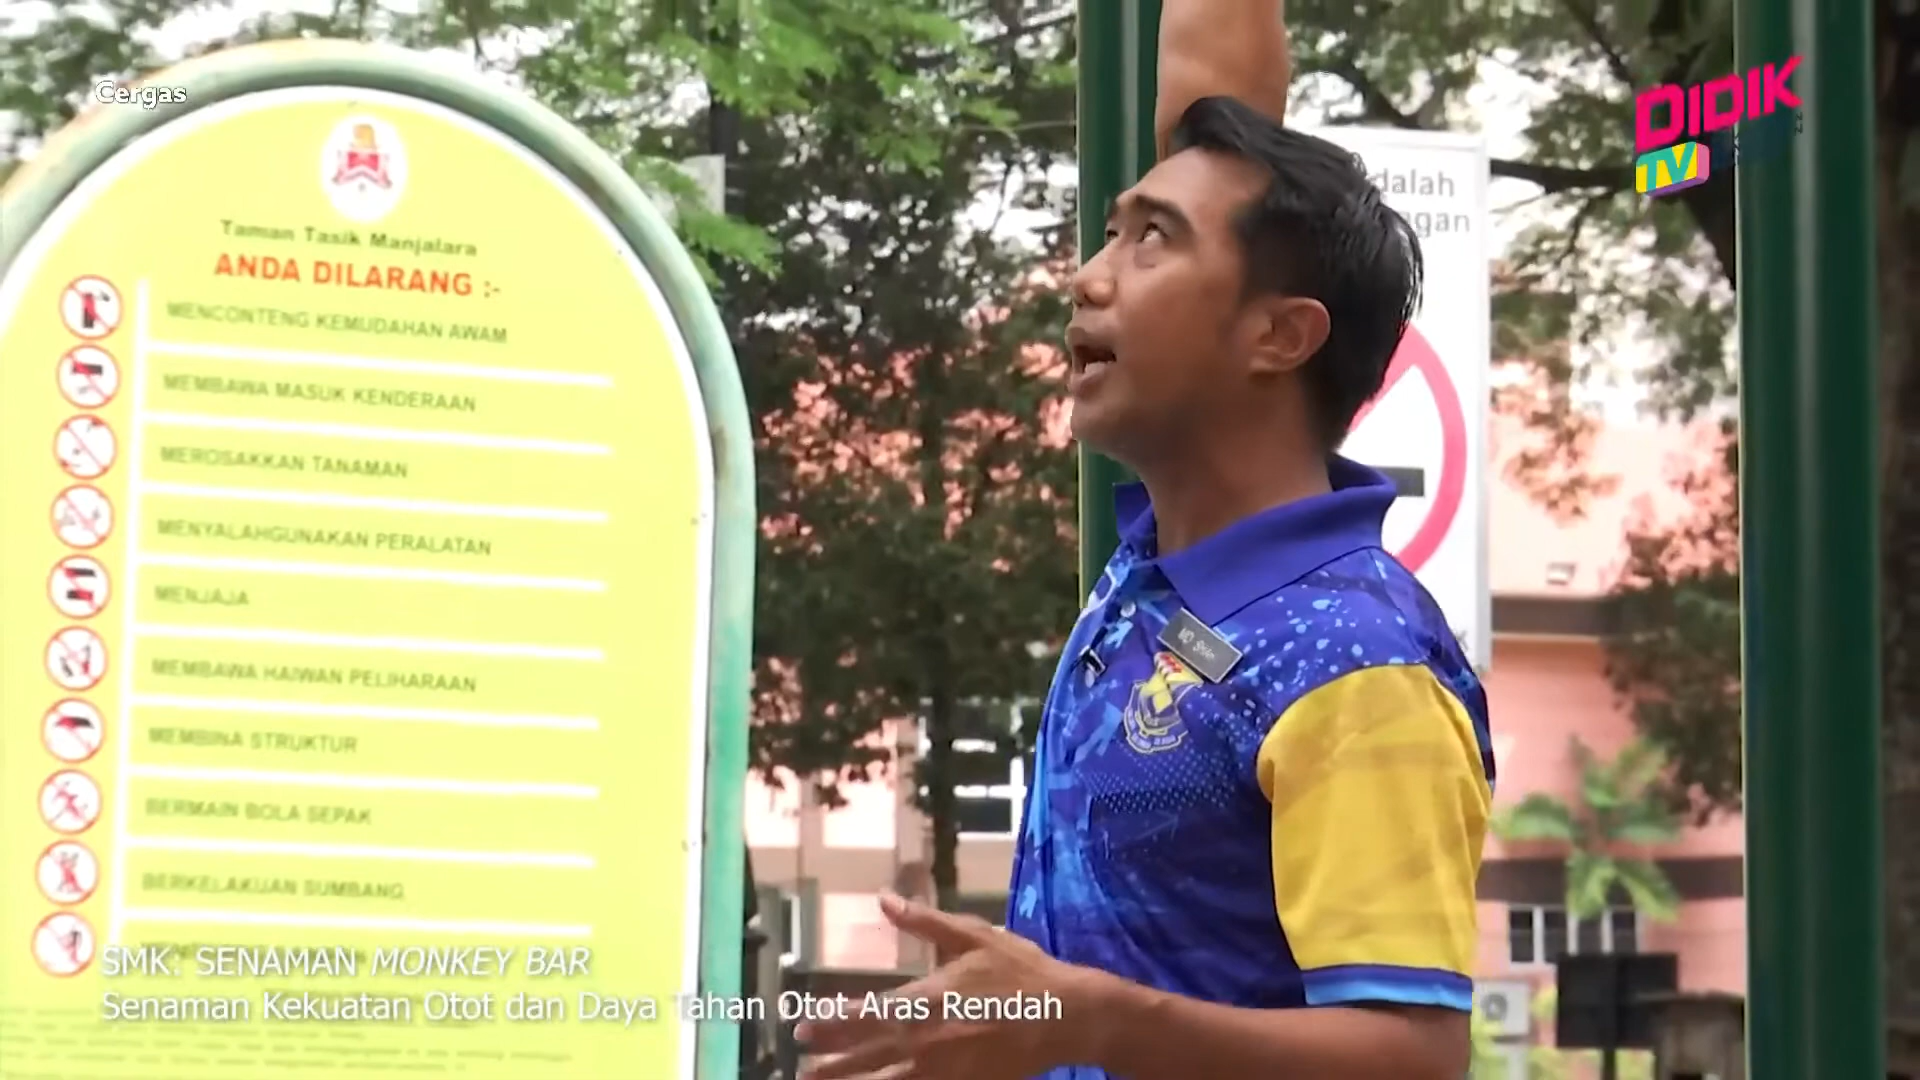 Cergas
DIDIK
TV
Taman Tasik Manjalara
ANDA DILARANG :-
MENCONTENG KEMUDAHAN AWAM
MEMBAWA MASUK KENDERAAN
MEROSAKKAN TANAMAN
MENYALAHGUNAKAN PERALATAN
MENJAJA
MEMBAWA HAIWAN PELIHARAAN
MEMBINA STRUKTUR
BERMAIN BOLA SEPAK
BERKELAKUAN SUMBANG
dalah
gan
SMK: SENAMAN MONKEY BAR
Senaman Kekuatan Otot dan Daya Tahan Otot Aras Rendah